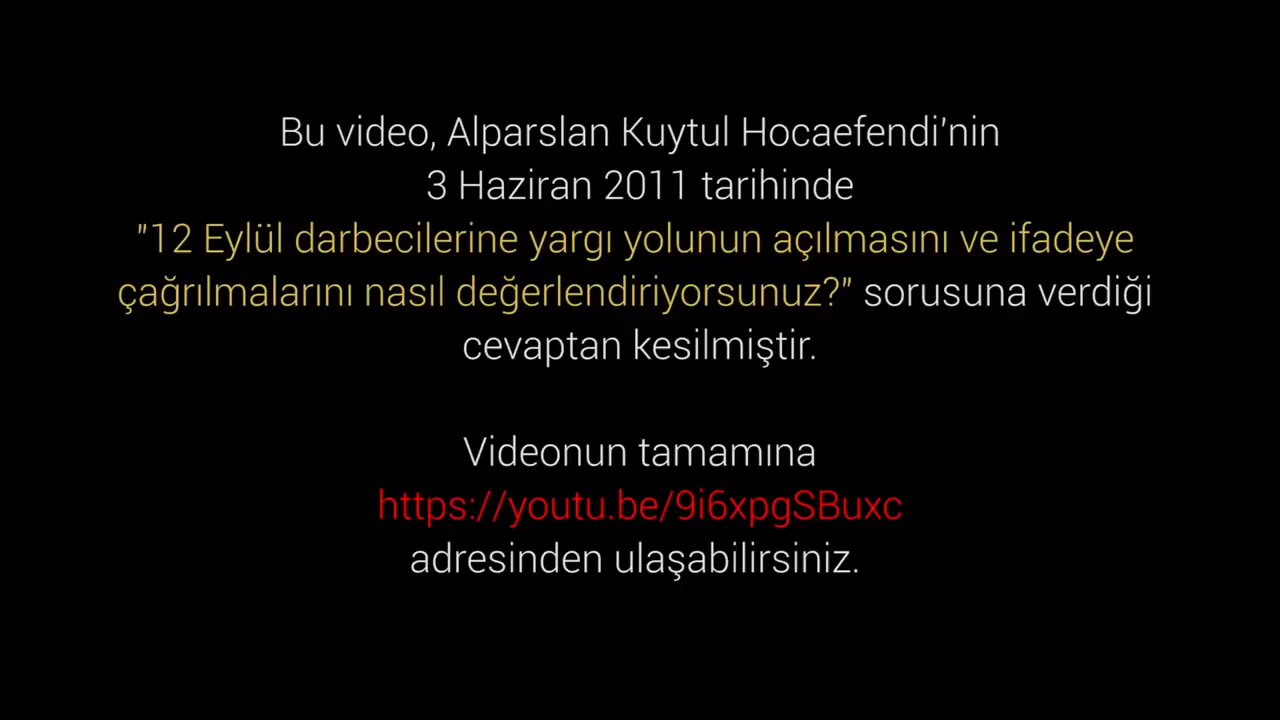 Bu video, Alparslan Kuytul Hocaefendi'nin
3 Haziran 2011 tarihinde
"12 Eylül darbecilerine yargı yolunun açılmasını ve ifadeye
çağrılmalarını nasıl değerlendiriyorsunuz?" sorusuna verdiği
cevaptan kesilmiştir.
Videonun tamamına
https://youtu.be/9i6xpgSBuxc
adresinden ulaşabilirsiniz.